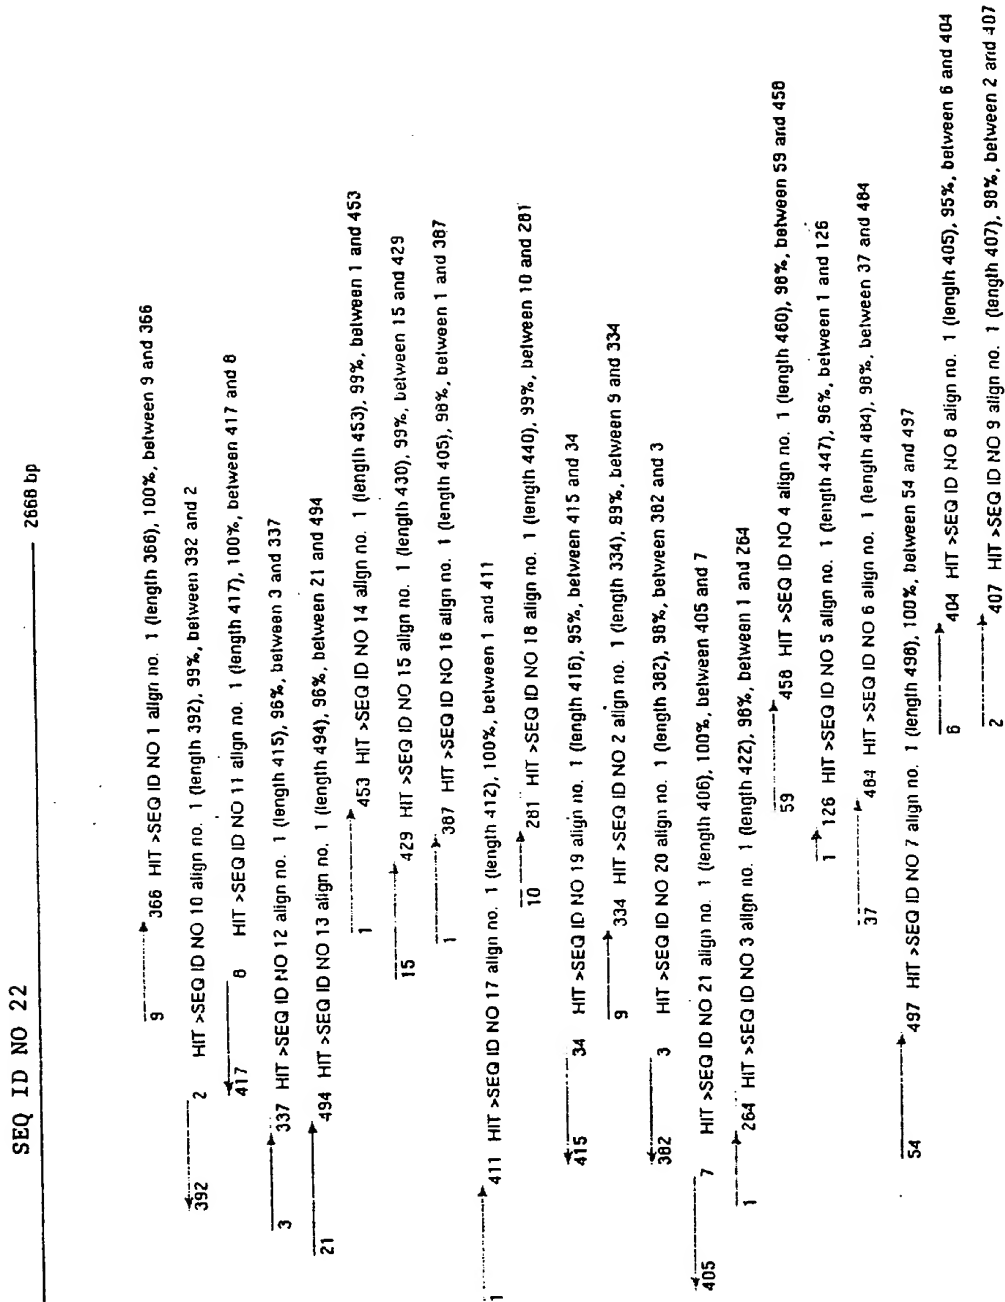 SEQ ID NO 22
2668 bp
9 366 HIT >SEQ ID NO 1 align no. 1 (length 366), 100%, between 9 and 366
392 2 HIT >SEQ ID NO 10 align no. 1 (length 392), 99%, between 392 and 2
417 8 HIT >SEQ ID NO 11 align no. 1 (length 417), 100%, between 417 and 8
3 337 HIT >SEQ ID NO 12 align no. 1 (length 415), 96%, between 3 and 337
21 494 HIT >SEQ ID NO 13 align no. 1 (length 494), 96%, between 21 and 494
1 453 HIT >SEQ ID NO 14 align no. 1 (length 453), 99%, between 1 and 453
15 429 HIT >SEQ ID NO 15 align no. 1 (length 430), 99%, between 15 and 429
1 387 HIT >SEQ ID NO 16 align no. 1 (length 405), 98%, between 1 and 387
1 411 HIT >SEQ ID NO 17 align no. 1 (length 412), 100%, between 1 and 411
10 281 HIT >SEQ ID NO 18 align no. 1 (length 440), 99%, between 10 and 281
415 34 HIT >SEQ ID NO 19 align no. 1 (length 416), 95%, between 415 and 34
9 334 HIT >SEQ ID NO 2 align no. 1 (length 334), 99%, between 9 and 334
382 3 HIT >SEQ ID NO 20 align no. 1 (length 382), 98%, between 382 and 3
405 7 HIT >SEQ ID NO 21 align no. 1 (length 406), 100%, between 405 and 7
1 264 HIT >SEQ ID NO 3 align no. 1 (length 422), 98%, between 1 and 264
59 458 HIT >SEQ ID NO 4 align no. 1 (length 460), 98%, between 59 and 458
1 126 HIT >SEQ ID NO 5 align no. 1 (length 447), 96%, between 1 and 126
37 484 HIT >SEQ ID NO 6 align no. 1 (length 484), 98%, between 37 and 484
54 497 HIT >SEQ ID NO 7 align no. 1 (length 498), 100%, between 54 and 497
6 404 HIT >SEQ ID NO 8 align no. 1 (length 405), 95%, between 6 and 404
2 407 HIT >SEQ ID NO 9 align no. 1 (length 407), 98%, between 2 and 407